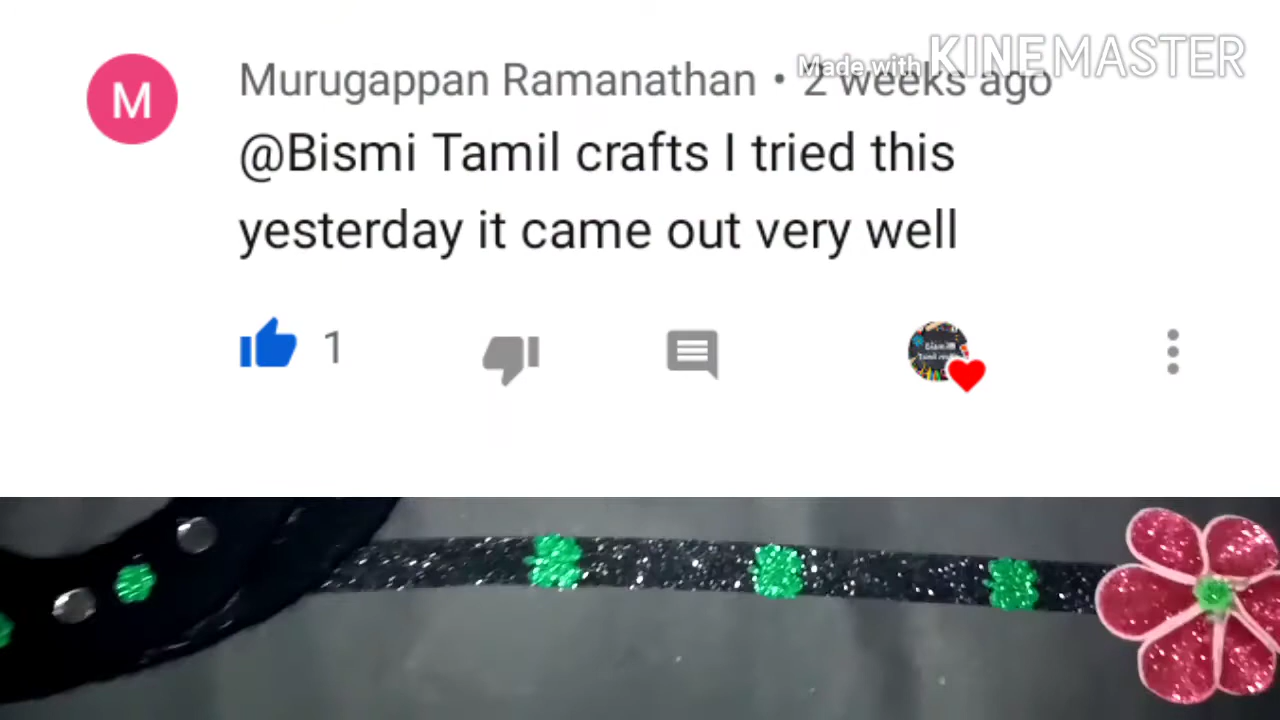 Made with KINEMASTER
M
Murugappan Ramanathan • 2 weeks ago
@Bismi Tamil crafts I tried this
yesterday it came out very well
1